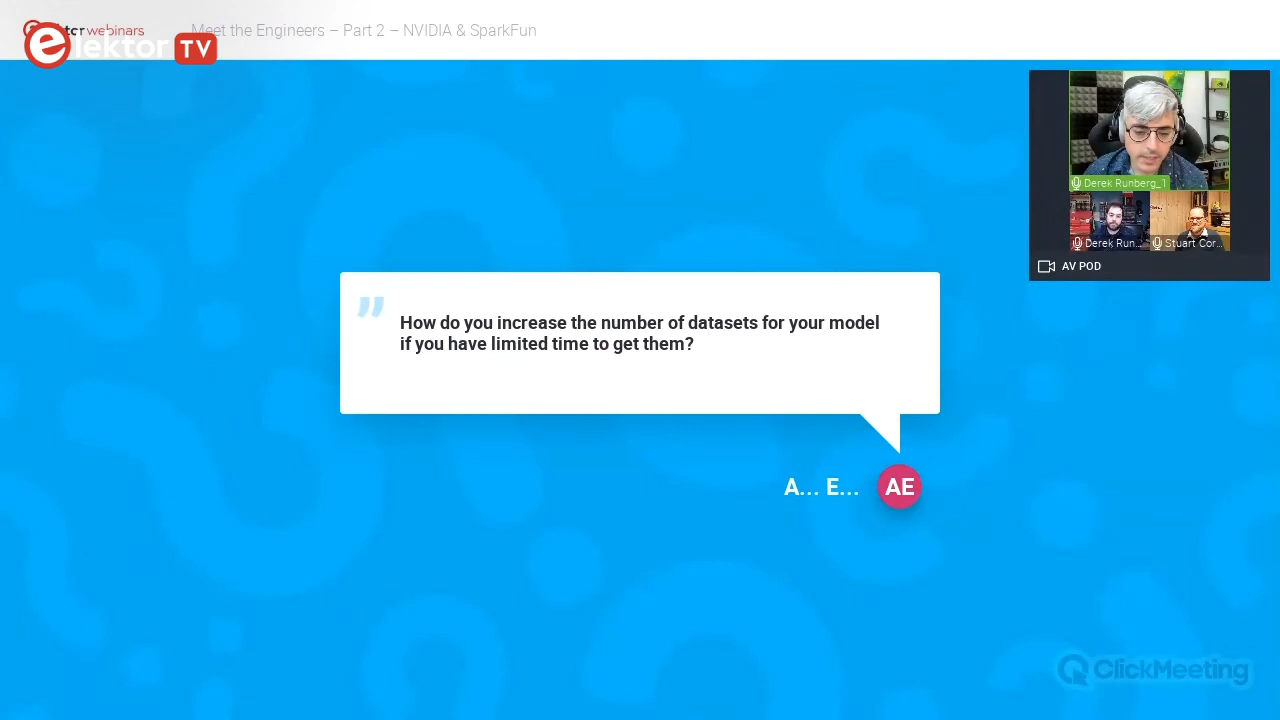 elektor TV
webinars
Meet the Engineers – Part 2 – NVIDIA & SparkFun
Derek Runberg_1
Derek Run...
Stuart Cor...
AV POD
How do you increase the number of datasets for your model
if you have limited time to get them?
A... E...
AE
ClickMeeting